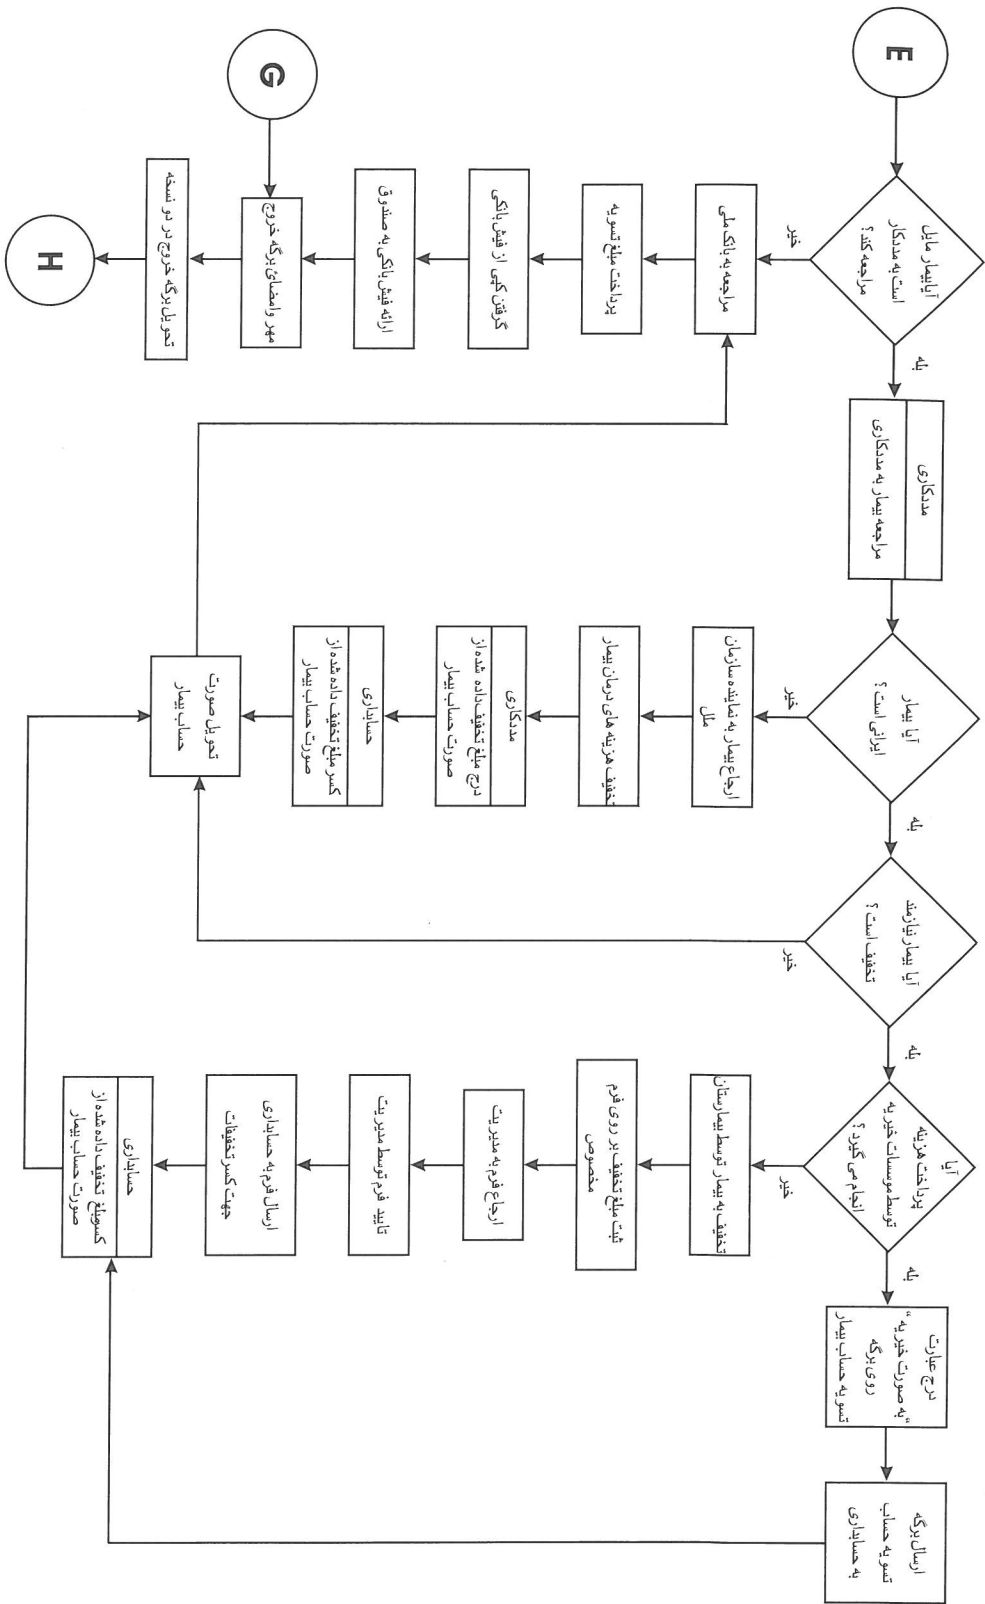 E
آیا بیمار مایل
است به مددکار
مراجعه کند؟
خیر
بله
مراجعه به بانک ملی
پرداخت مبلغ تسویه
گرفتن کپی از فیش بانکی
ارائه فیش بانکی به صندوق
G
مهر وامضائ برگه خروج
تحویل برگه خروج در دو نسخه
H
مددکاری
مراجعه بیمار به مددکاری
آیا بیمار
ایرانی است؟
خیر
بله
ارجاع بیمار به نماینده سازمان
ملل
تخفیف هزینه های درمان بیمار
مددکاری
درج مبلغ تخفیف داده شده از
صورت حساب بیمار
حسابداری
کسر مبلغ تخفیف داده شده از
صورت حساب بیمار
تحویل صورت
حساب بیمار
آیا بیمار نیازمند
تخفیف است؟
خیر
بله
آیا
پرداخت هزینه
توسط موسسات خیریه
انجام می گیرد؟
خیر
بله
تخفیف به بیمار توسط بیمارستان
ثبت مبلغ تخفیف بر روی فرم
مخصوص
ارجاع فرم به مدیریت
تایید فرم توسط مدیریت
ارسال فرم به حسابداری
جهت کسر تخفیفات
حسابداری
کسرمبلغ تخفیف داده شده از
صورت حساب بیمار
درج عبارت
"به صورت خیریه"
روی برگه
تسویه حساب بیمار
ارسال برگه
تسویه حساب
به حسابداری